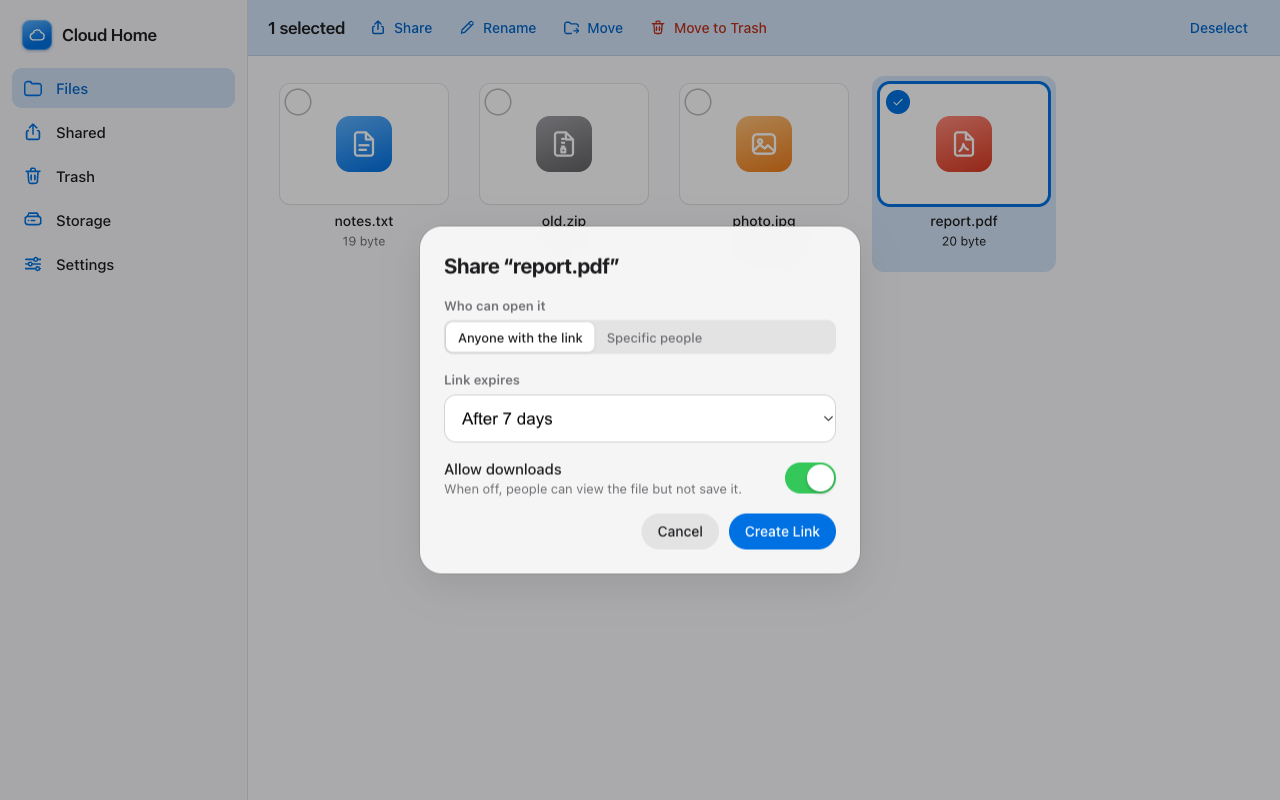 Cloud Home
Files
Shared
Trash
Storage
Settings
1 selected
Share
Rename
Move
Move to Trash
Deselect
notes.txt
19 byte
old.zip
photo.jpg
report.pdf
20 byte
Share “report.pdf”
Who can open it
Anyone with the link
Specific people
Link expires
After 7 days
Allow downloads
When off, people can view the file but not save it.
Cancel
Create Link